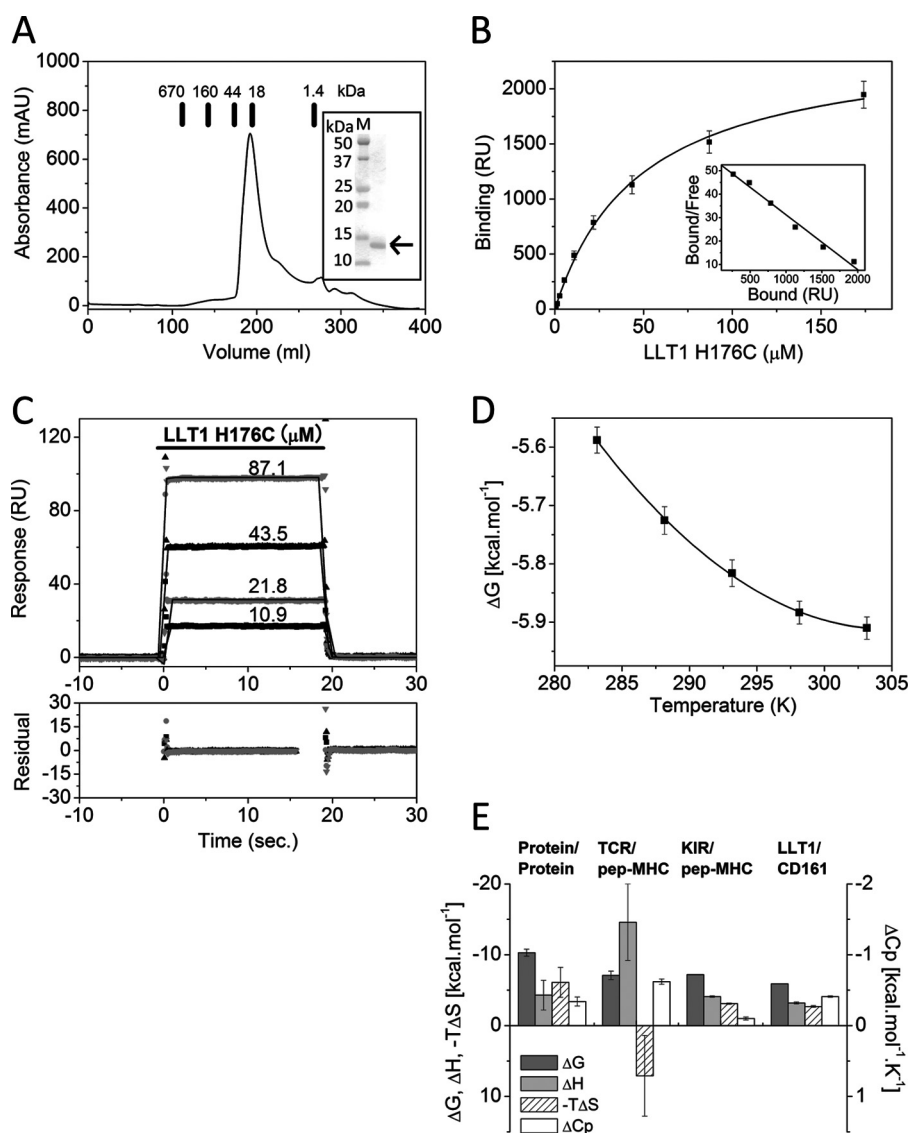 A
1000
800
600
400
200
0
Absorbance (mAU)
670 160 44 18 1.4 kDa
kDa M
50
37
25
20
15
10
0 100 200 300 400
Volume (ml)
B
2000
1500
1000
500
0
Binding (RU)
50
40
30
20
10
Bound/Free
500 1000 1500 2000
Bound (RU)
0 50 100 150
LLT1 H176C (μM)
C
120
80
40
0
Response (RU)
LLT1 H176C (μM)
87.1
43.5
21.8
10.9
-10 0 10 20 30
30
15
0
-15
-30
Residual
-10 0 10 20 30
Time (sec.)
D
-5.6
-5.7
-5.8
-5.9
ΔG [kcal.mol⁻¹]
280 285 290 295 300 305
Temperature (K)
E
Protein/ TCR/ KIR/ LLT1/
Protein pep-MHC pep-MHC CD161
-20
-10
0
10
ΔG, ΔH, -TΔS [kcal.mol⁻¹]
-2
-1
0
1
ΔCp [kcal.mol⁻¹.K⁻¹]
ΔG
ΔH
-TΔS
ΔCp